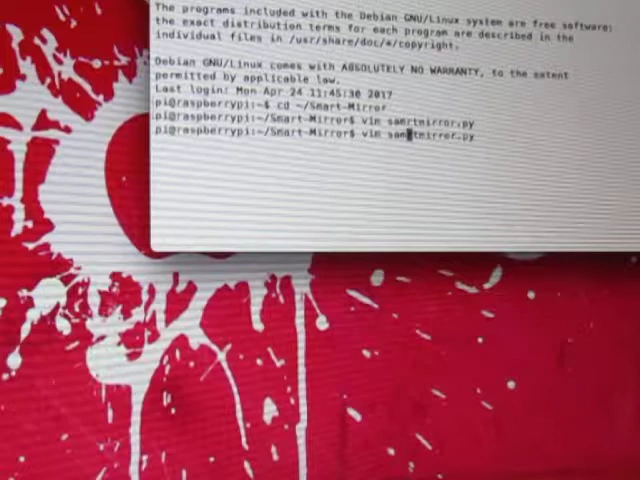 The programs included with the Debian GNU/Linux system are free software;
the exact distribution terms for each program are described in the
individual files in /usr/share/doc/*/copyright.
Debian GNU/Linux comes with ABSOLUTELY NO WARRANTY, to the extent
permitted by applicable law.
Last login: Mon Apr 24 11:45:30 2017
pi@raspberrypi:~$ cd ~/Smart-Mirror
pi@raspberrypi:~/Smart-Mirror$ vim samrtmirror.py
pi@raspberrypi:~/Smart-Mirror$ vim samrtmirror.py